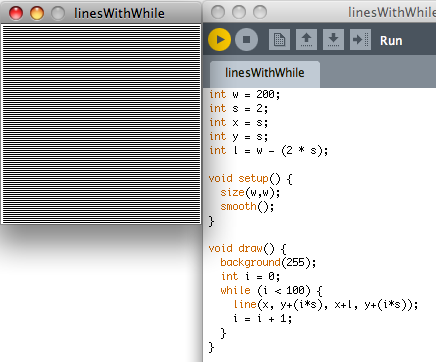 linesWithWhile
linesWithWhile
Run
linesWithWhile
int w = 200;
int s = 2;
int x = s;
int y = s;
int l = w - (2 * s);

void setup() {
  size(w,w);
  smooth();
}

void draw() {
  background(255);
  int i = 0;
  while (i < 100) {
    line(x, y+(i*s), x+l, y+(i*s));
    i = i + 1;
  }
}